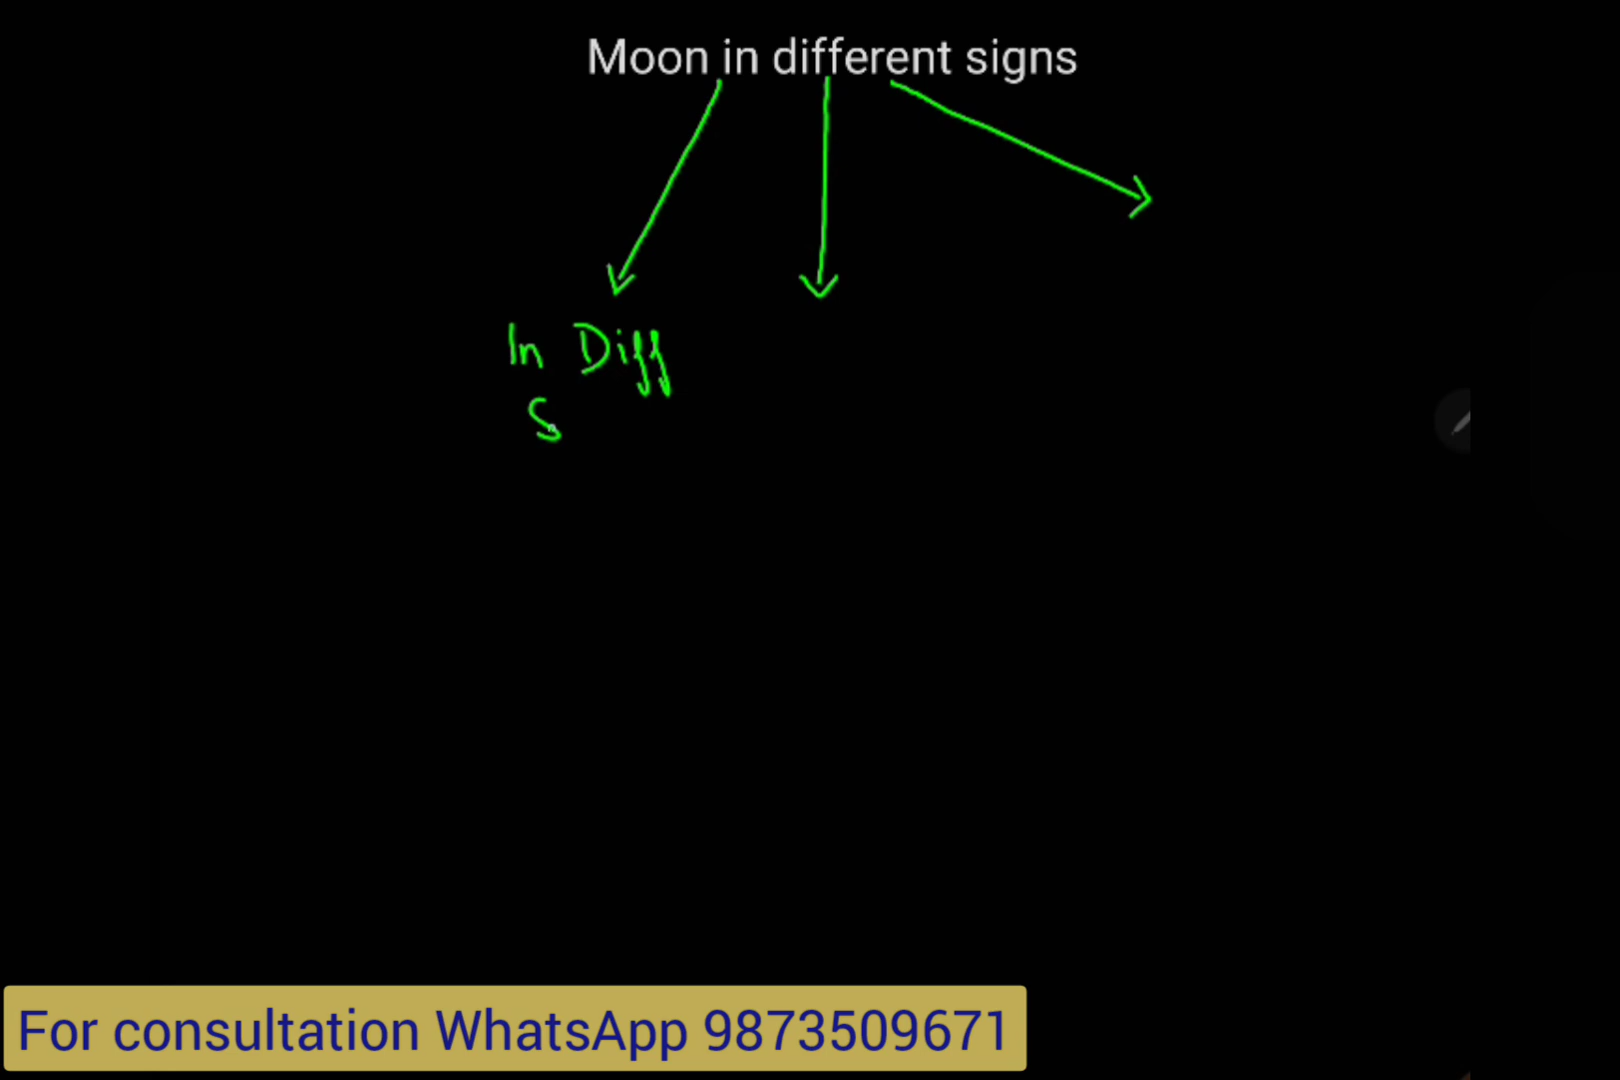 Moon in different signs
In Diff
S
For consultation WhatsApp 9873509671